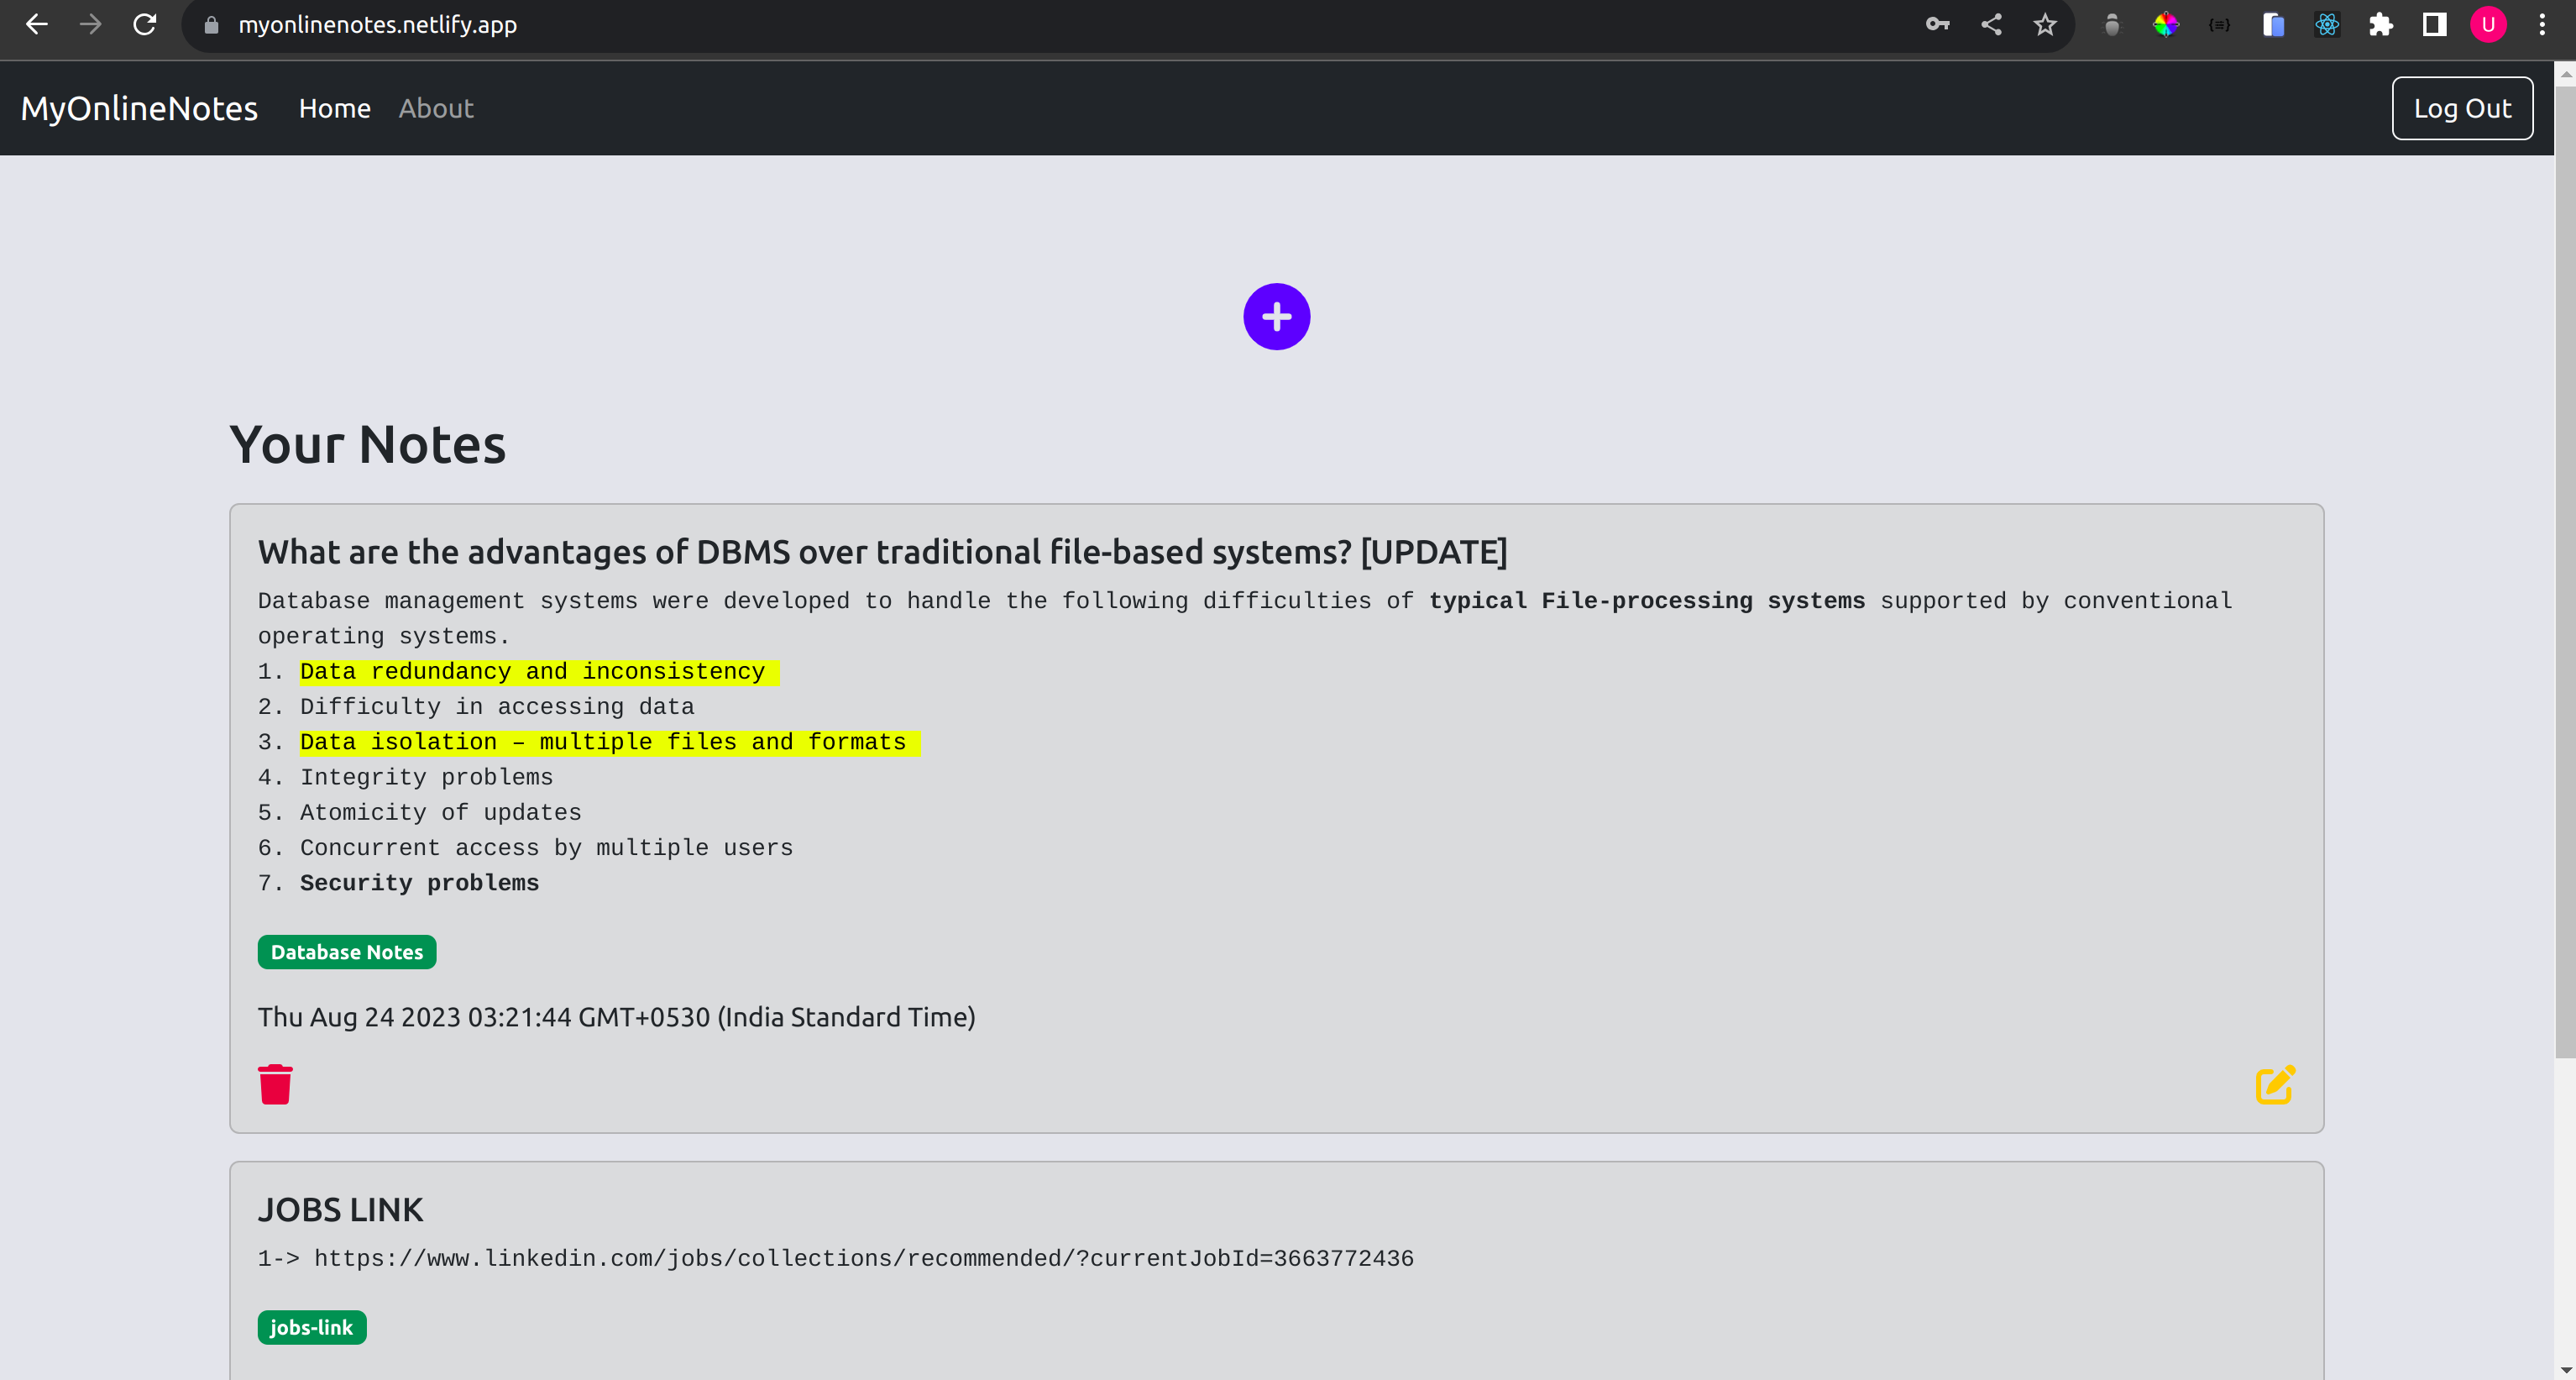 myonlinenotes.netlify.app
U
MyOnlineNotes Home About Log Out
Your Notes
What are the advantages of DBMS over traditional file-based systems? [UPDATE]
Database management systems were developed to handle the following difficulties of typical File-processing systems supported by conventional
operating systems.
1. Data redundancy and inconsistency
2. Difficulty in accessing data
3. Data isolation – multiple files and formats
4. Integrity problems
5. Atomicity of updates
6. Concurrent access by multiple users
7. Security problems
Database Notes
Thu Aug 24 2023 03:21:44 GMT+0530 (India Standard Time)
JOBS LINK
1-> https://www.linkedin.com/jobs/collections/recommended/?currentJobId=3663772436
jobs-link